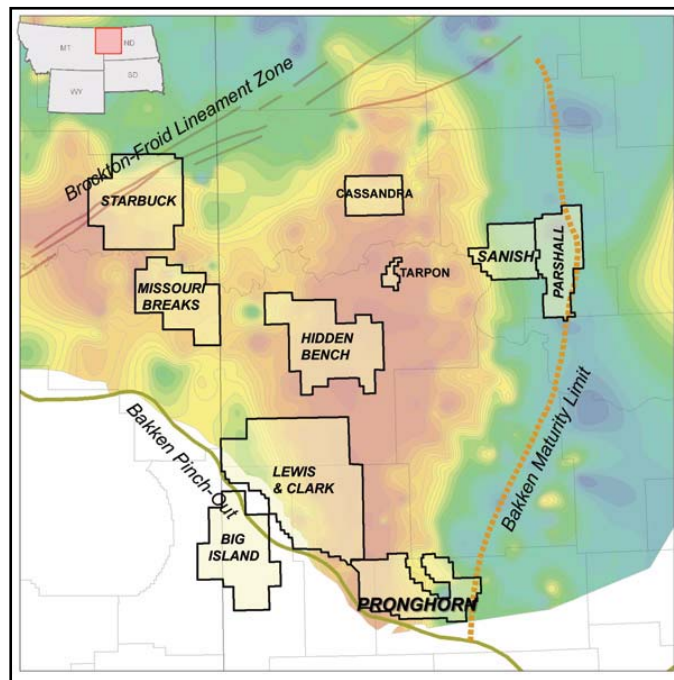 MT
ND
SD
WY
Brockton-Froid Lineament Zone
STARBUCK
CASSANDRA
SANISH
PARSHALL
MISSOURI
BREAKS
TARPON
HIDDEN
BENCH
Bakken Maturity Limit
Bakken Pinch-Out
LEWIS
& CLARK
BIG
ISLAND
PRONGHORN